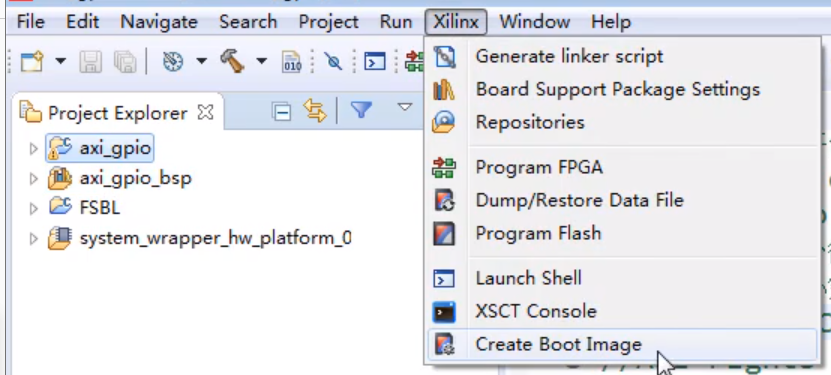 File Edit Navigate Search Project Run Xilinx Window Help
Project Explorer
axi_gpio
axi_gpio_bsp
FSBL
system_wrapper_hw_platform_0
Generate linker script
Board Support Package Settings
Repositories
Program FPGA
Dump/Restore Data File
Program Flash
Launch Shell
XSCT Console
Create Boot Image